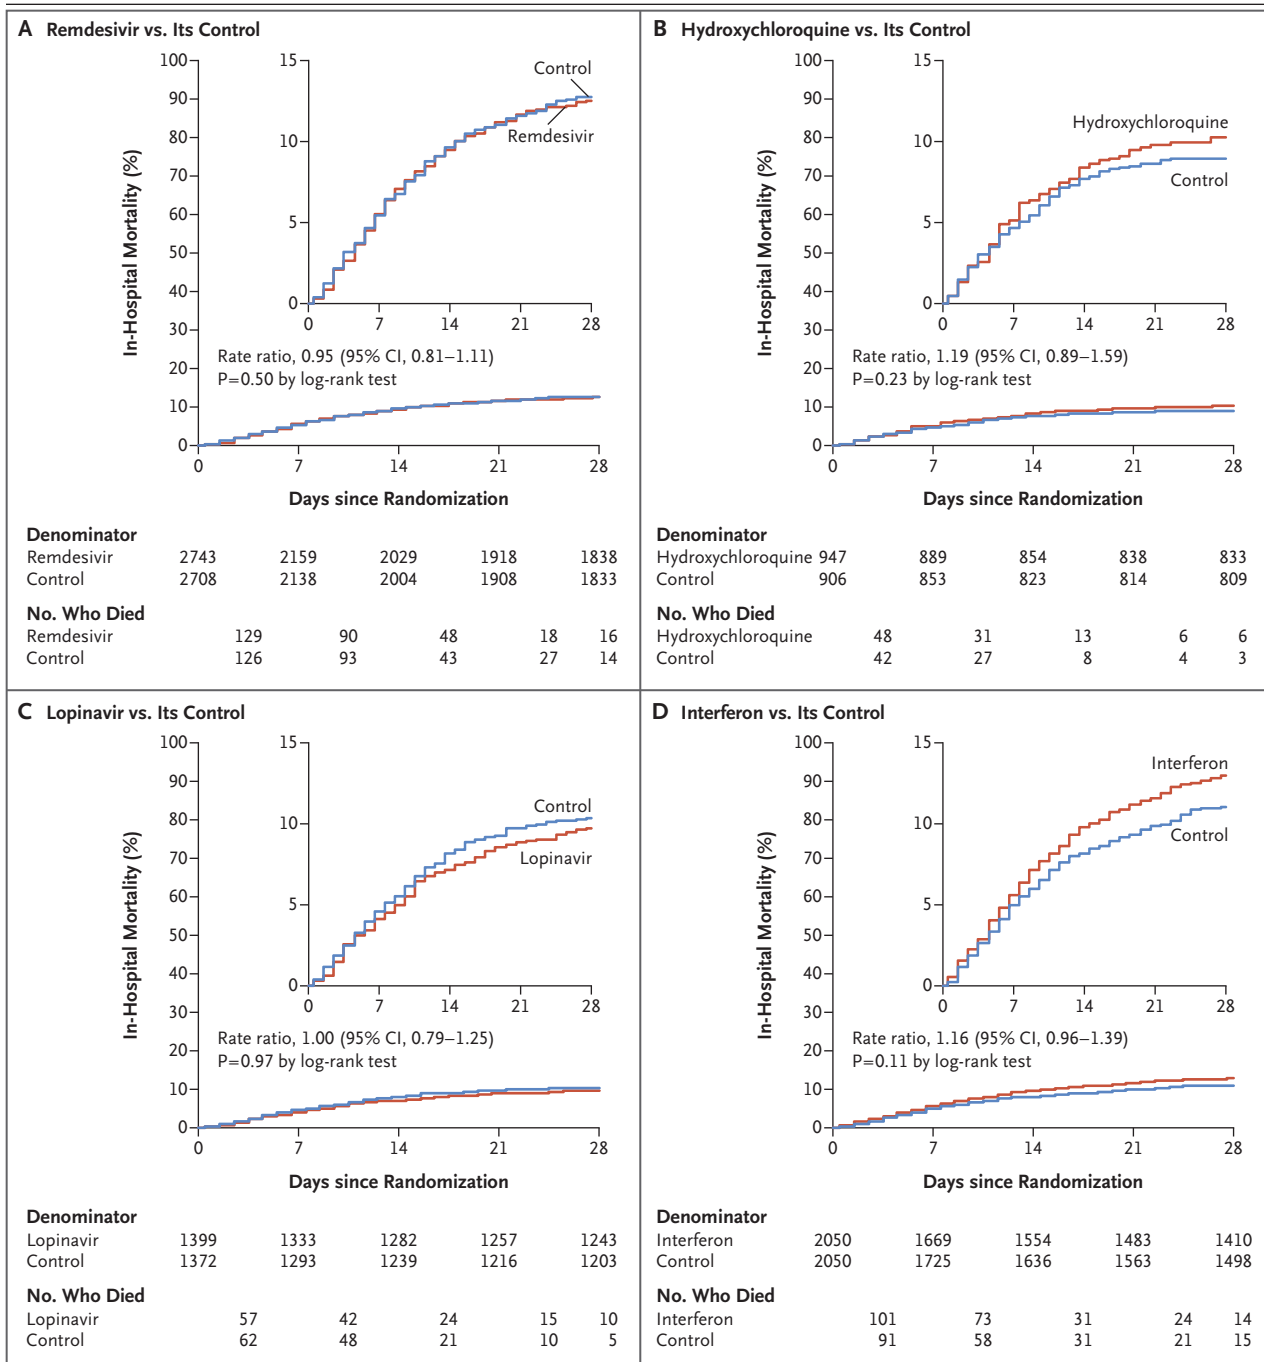 A Remdesivir vs. Its Control
In-Hospital Mortality (%)
100
90
80
70
60
50
40
30
20
10
0
15
10
5
0
Control
Remdesivir
0 7 14 21 28
Rate ratio, 0.95 (95% CI, 0.81–1.11)
P=0.50 by log-rank test
0 7 14 21 28
Days since Randomization
Denominator
Remdesivir 2743 2159 2029 1918 1838
Control 2708 2138 2004 1908 1833
No. Who Died
Remdesivir 129 90 48 18 16
Control 126 93 43 27 14
B Hydroxychloroquine vs. Its Control
In-Hospital Mortality (%)
100
90
80
70
60
50
40
30
20
10
0
15
10
5
0
Hydroxychloroquine
Control
0 7 14 21 28
Rate ratio, 1.19 (95% CI, 0.89–1.59)
P=0.23 by log-rank test
0 7 14 21 28
Days since Randomization
Denominator
Hydroxychloroquine 947 889 854 838 833
Control 906 853 823 814 809
No. Who Died
Hydroxychloroquine 48 31 13 6 6
Control 42 27 8 4 3
C Lopinavir vs. Its Control
In-Hospital Mortality (%)
100
90
80
70
60
50
40
30
20
10
0
15
10
5
0
Control
Lopinavir
0 7 14 21 28
Rate ratio, 1.00 (95% CI, 0.79–1.25)
P=0.97 by log-rank test
0 7 14 21 28
Days since Randomization
Denominator
Lopinavir 1399 1333 1282 1257 1243
Control 1372 1293 1239 1216 1203
No. Who Died
Lopinavir 57 42 24 15 10
Control 62 48 21 10 5
D Interferon vs. Its Control
In-Hospital Mortality (%)
100
90
80
70
60
50
40
30
20
10
0
15
10
5
0
Interferon
Control
0 7 14 21 28
Rate ratio, 1.16 (95% CI, 0.96–1.39)
P=0.11 by log-rank test
0 7 14 21 28
Days since Randomization
Denominator
Interferon 2050 1669 1554 1483 1410
Control 2050 1725 1636 1563 1498
No. Who Died
Interferon 101 73 31 24 14
Control 91 58 31 21 15